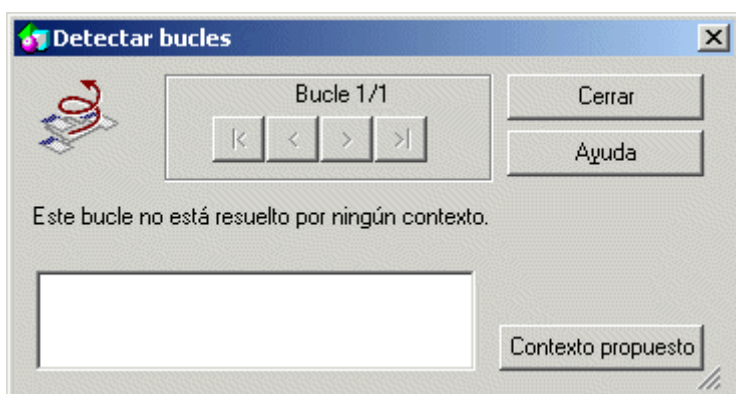 Detectar bucles
Bucle 1/1
Cerrar
Ayuda
Este bucle no está resuelto por ningún contexto.
Contexto propuesto